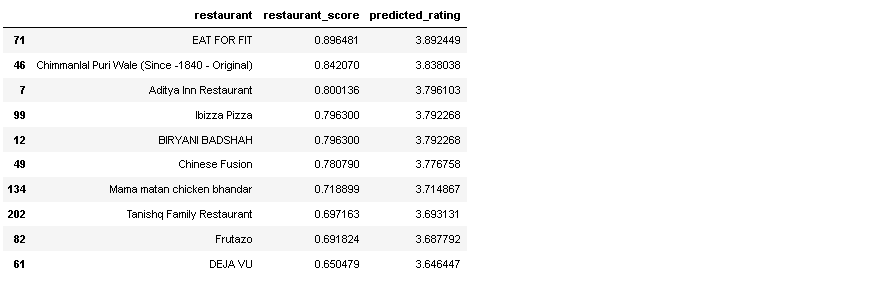 restaurant restaurant_score predicted_rating
71 EAT FOR FIT 0.896481 3.892449
46 Chimmanlal Puri Wale (Since -1840 - Original) 0.842070 3.838038
7 Aditya Inn Restaurant 0.800136 3.796103
99 Ibizza Pizza 0.796300 3.792268
12 BIRYANI BADSHAH 0.796300 3.792268
49 Chinese Fusion 0.780790 3.776758
134 Mama matan chicken bhandar 0.718899 3.714867
202 Tanishq Family Restaurant 0.697163 3.693131
82 Frutazo 0.691824 3.687792
61 DEJA VU 0.650479 3.646447